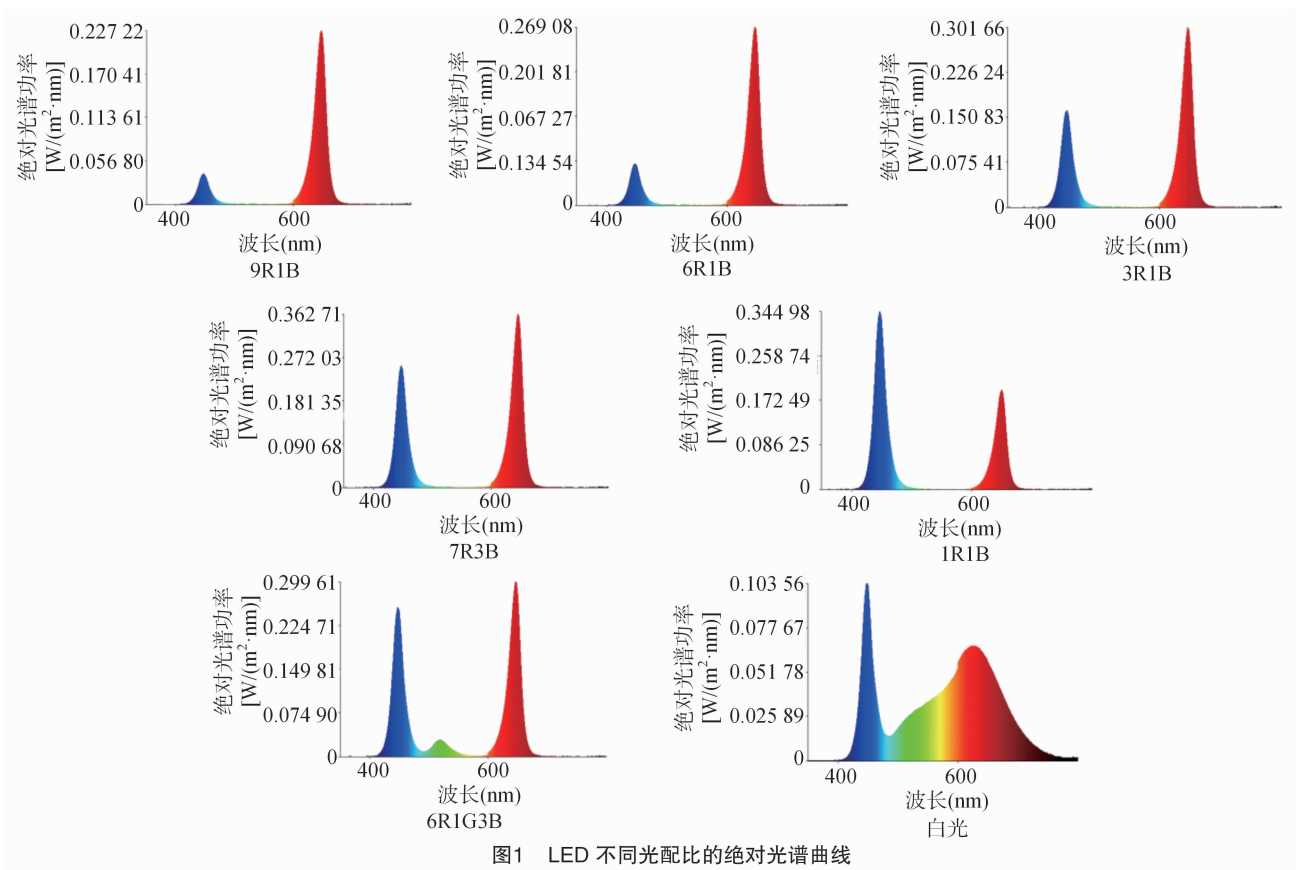 绝对光谱功率
[W/(m²·nm)]
0.227 22
0.170 41
0.113 61
0.056 80
0
400 600
波长(nm)
9R1B
绝对光谱功率
[W/(m²·nm)]
0.269 08
0.201 81
0.067 27
0.134 54
0
400 600
波长(nm)
6R1B
绝对光谱功率
[W/(m²·nm)]
0.301 66
0.226 24
0.150 83
0.075 41
0
400 600
波长(nm)
3R1B
绝对光谱功率
[W/(m²·nm)]
0.362 71
0.272 03
0.181 35
0.090 68
0
400 600
波长(nm)
7R3B
绝对光谱功率
[W/(m²·nm)]
0.344 98
0.258 74
0.172 49
0.086 25
0
400 600
波长(nm)
1R1B
绝对光谱功率
[W/(m²·nm)]
0.299 61
0.224 71
0.149 81
0.074 90
0
400 600
波长(nm)
6R1G3B
绝对光谱功率
[W/(m²·nm)]
0.103 56
0.077 67
0.051 78
0.025 89
0
400 600
波长(nm)
白光
图1 LED 不同光配比的绝对光谱曲线